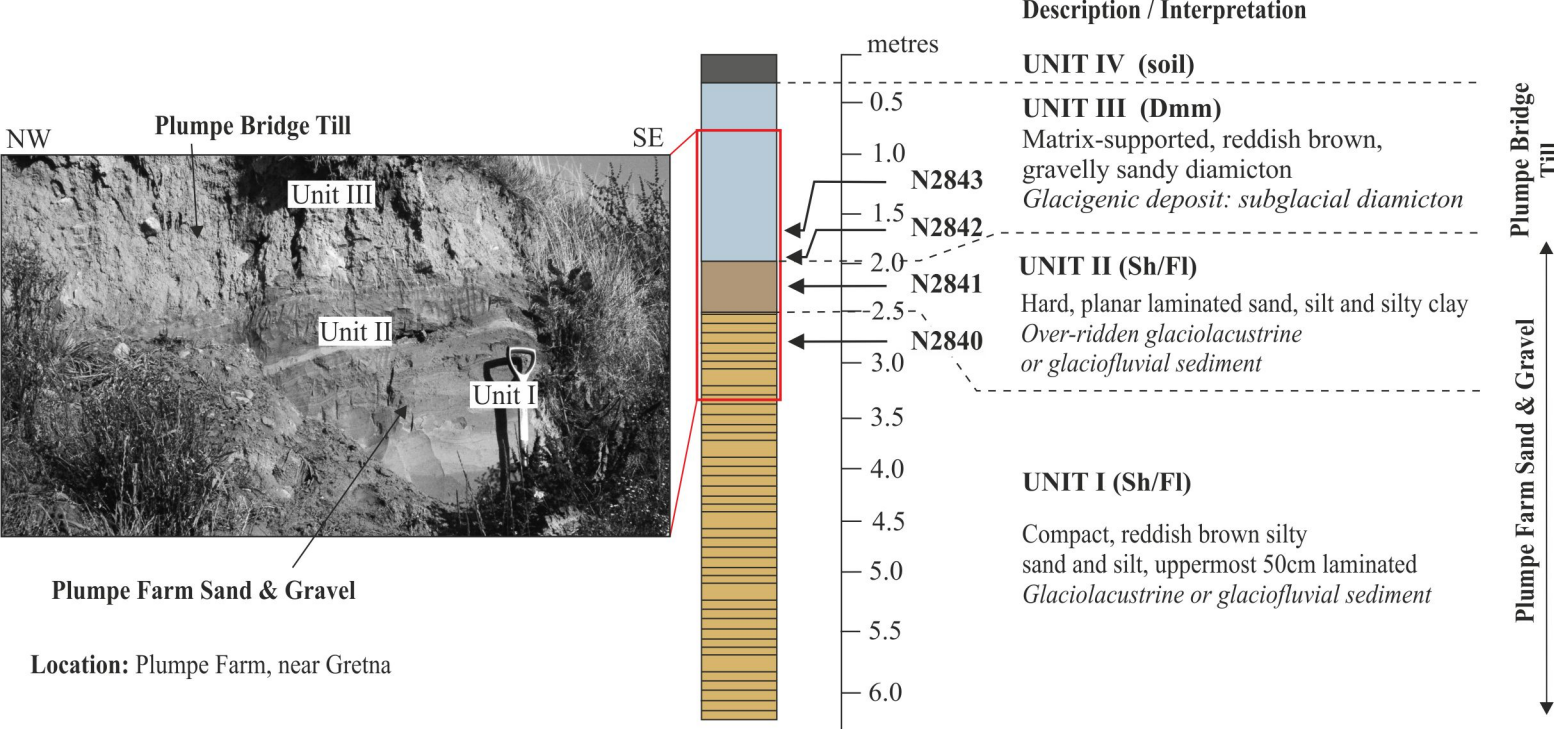 Description / Interpretation
metres
UNIT IV (soil)
0.5
UNIT III (Dmm)
Matrix-supported, reddish brown,
gravelly sandy diamicton
Glacigenic deposit: subglacial diamicton
Plumpe Bridge
Till
NW
Plumpe Bridge Till
SE
Unit III
Unit II
Unit I
1.0
N2843
1.5
N2842
2.0
N2841
2.5
N2840
3.0
UNIT II (Sh/Fl)
Hard, planar laminated sand, silt and silty clay
Over-ridden glaciolacustrine
or glaciofluvial sediment
3.5
4.0
4.5
5.0
5.5
6.0
UNIT I (Sh/Fl)
Compact, reddish brown silty
sand and silt, uppermost 50cm laminated
Glaciolacustrine or glaciofluvial sediment
Plumpe Farm Sand & Gravel
Plumpe Farm Sand & Gravel
Location: Plumpe Farm, near Gretna